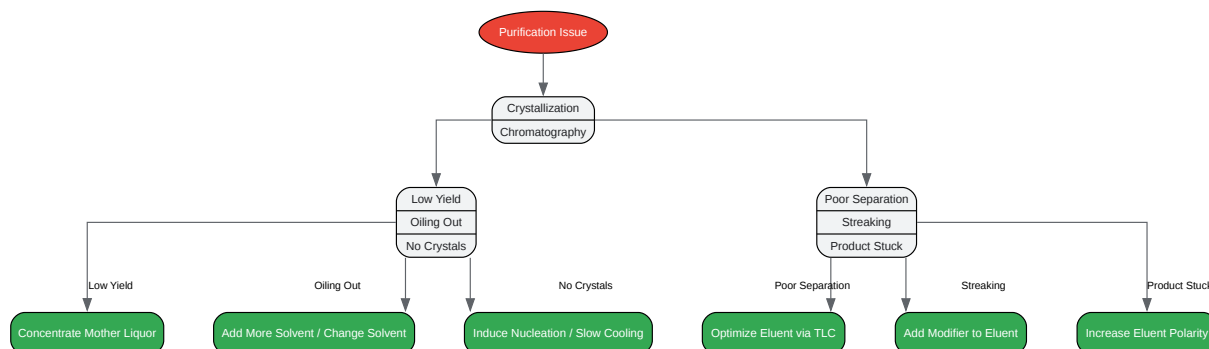 Purification Issue
Crystallization
Chromatography
Low Yield
Oiling Out
No Crystals
Poor Separation
Streaking
Product Stuck
Low Yield
Oiling Out
No Crystals
Poor Separation
Streaking
Product Stuck
Concentrate Mother Liquor
Add More Solvent / Change Solvent
Induce Nucleation / Slow Cooling
Optimize Eluent via TLC
Add Modifier to Eluent
Increase Eluent Polarity